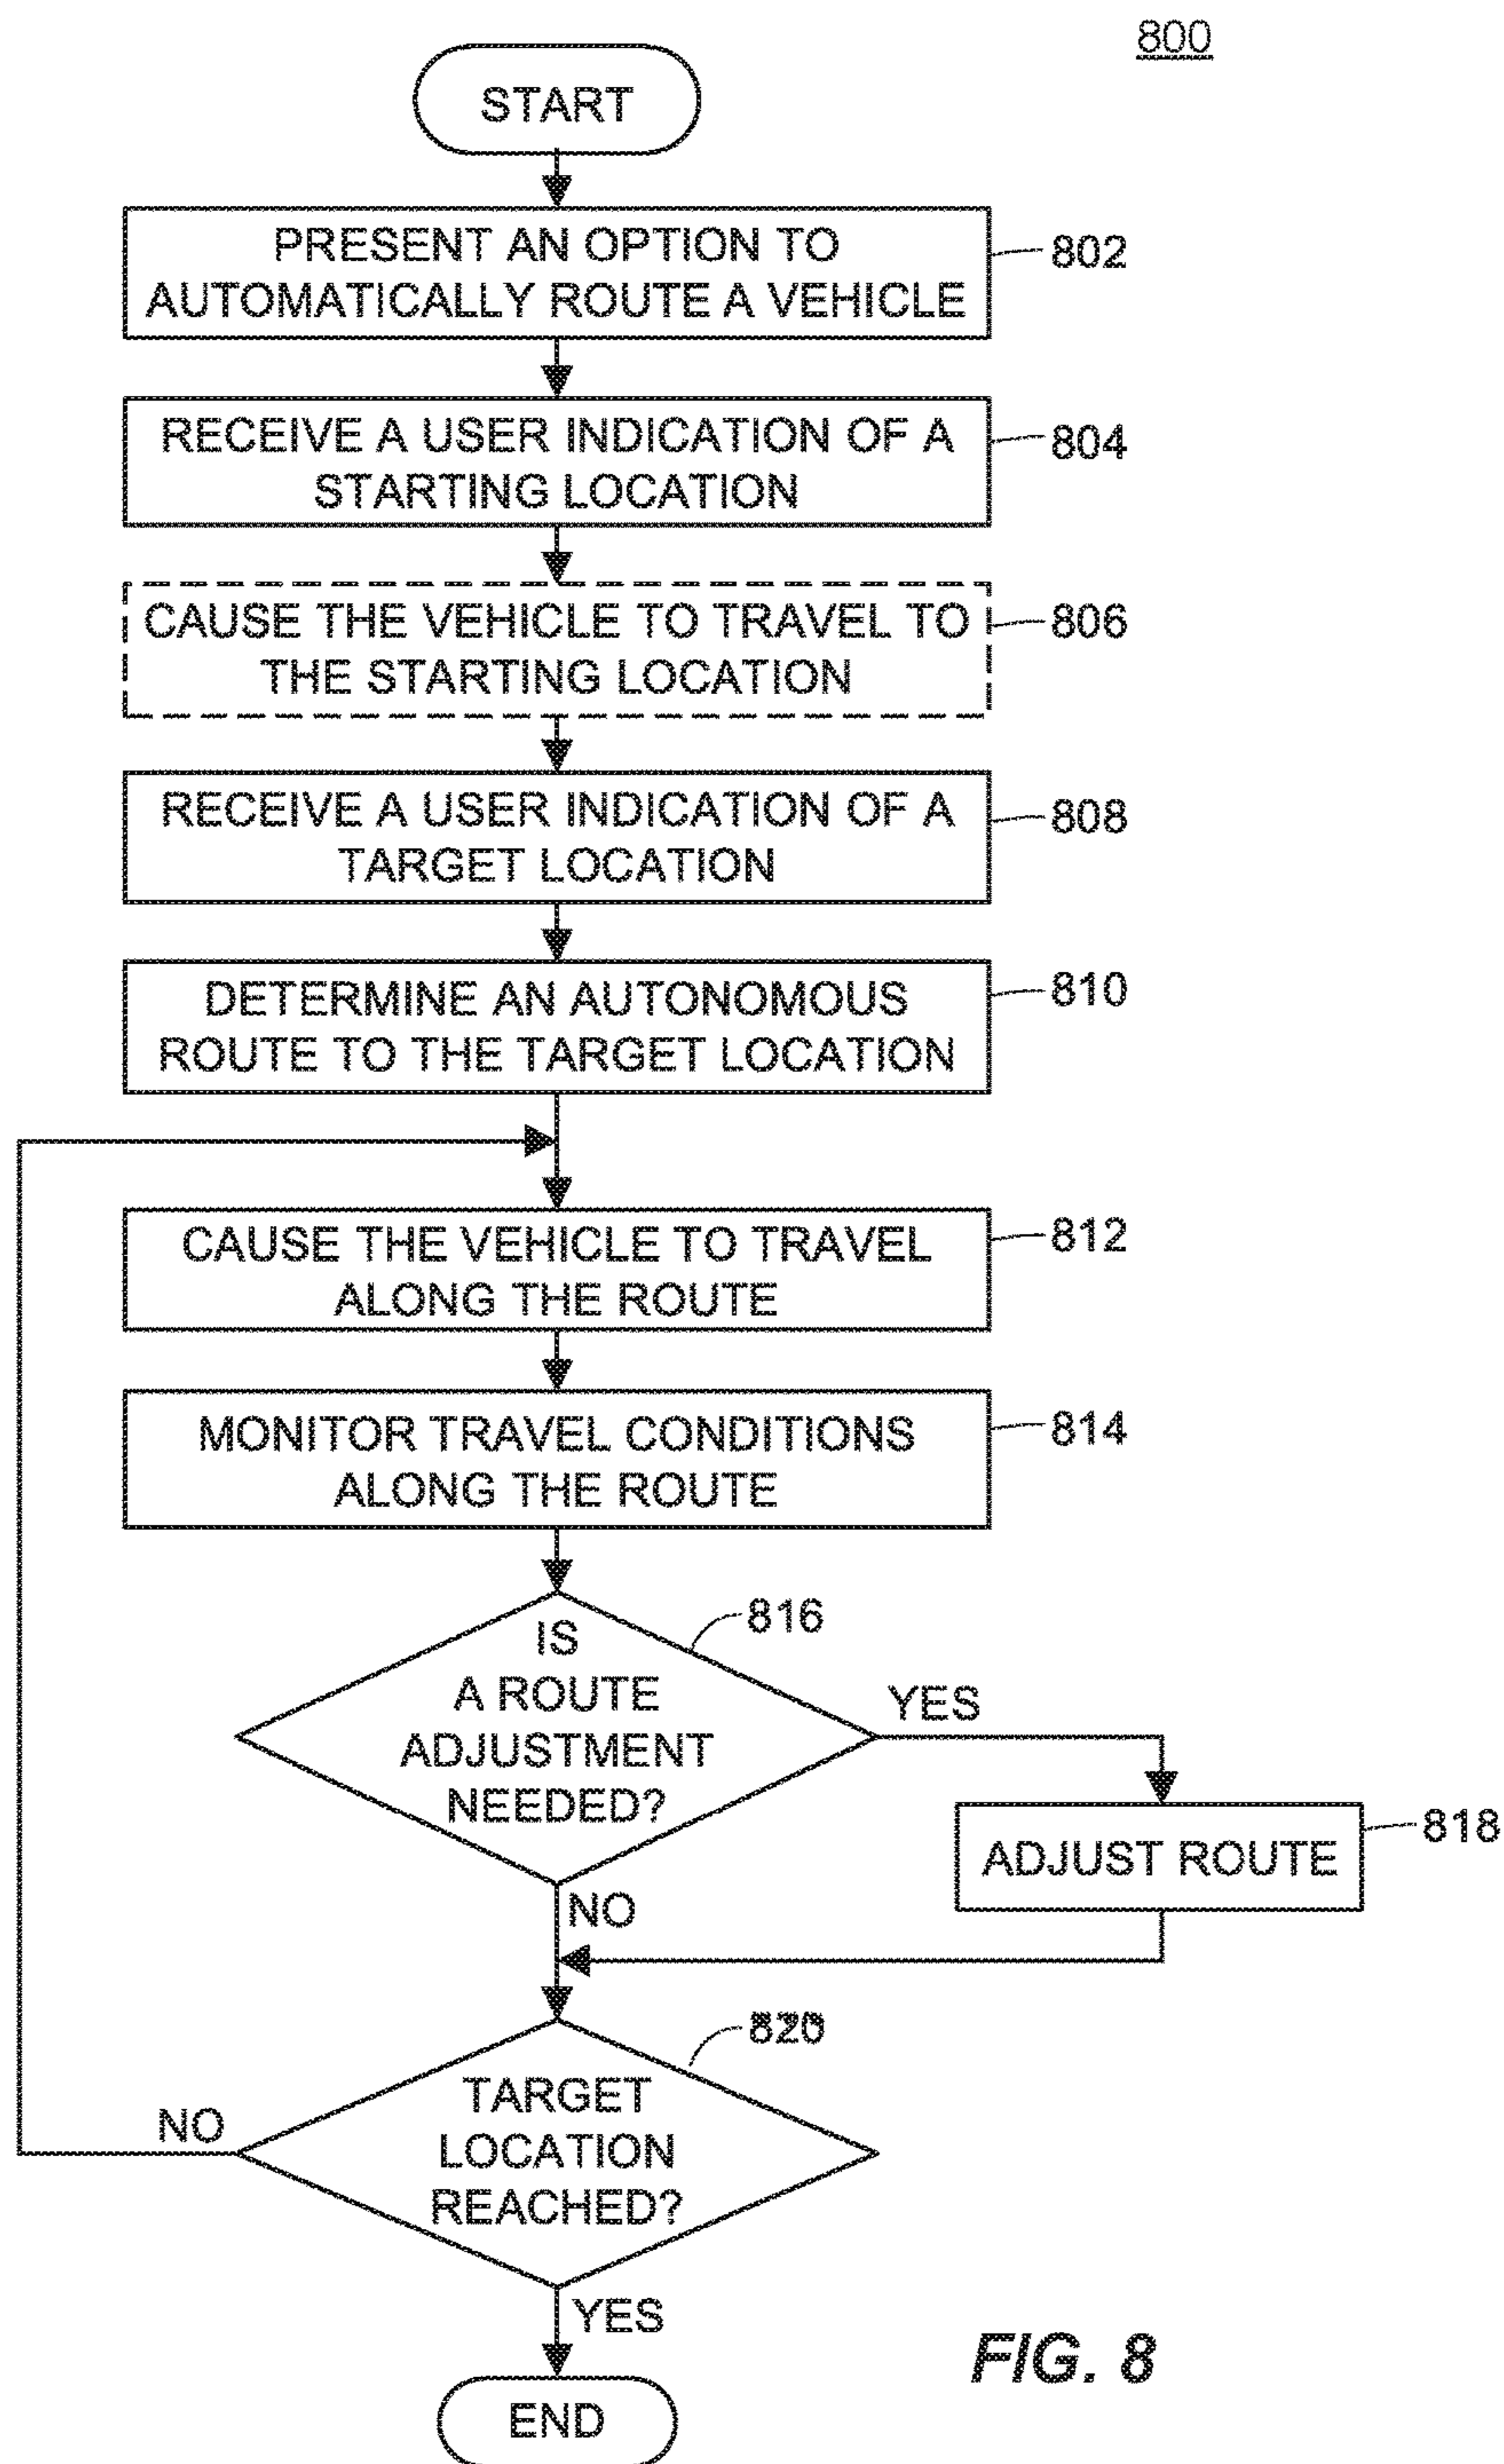 800
START
PRESENT AN OPTION TO
AUTOMATICALLY ROUTE A VEHICLE
802
RECEIVE A USER INDICATION OF A
STARTING LOCATION
804
CAUSE THE VEHICLE TO TRAVEL TO
THE STARTING LOCATION
806
RECEIVE A USER INDICATION OF A
TARGET LOCATION
808
DETERMINE AN AUTONOMOUS
ROUTE TO THE TARGET LOCATION
810
CAUSE THE VEHICLE TO TRAVEL
ALONG THE ROUTE
812
MONITOR TRAVEL CONDITIONS
ALONG THE ROUTE
814
IS
A ROUTE
ADJUSTMENT
NEEDED?
816
YES
ADJUST ROUTE
818
NO
820
TARGET
LOCATION
REACHED?
NO
YES
END
FIG. 8